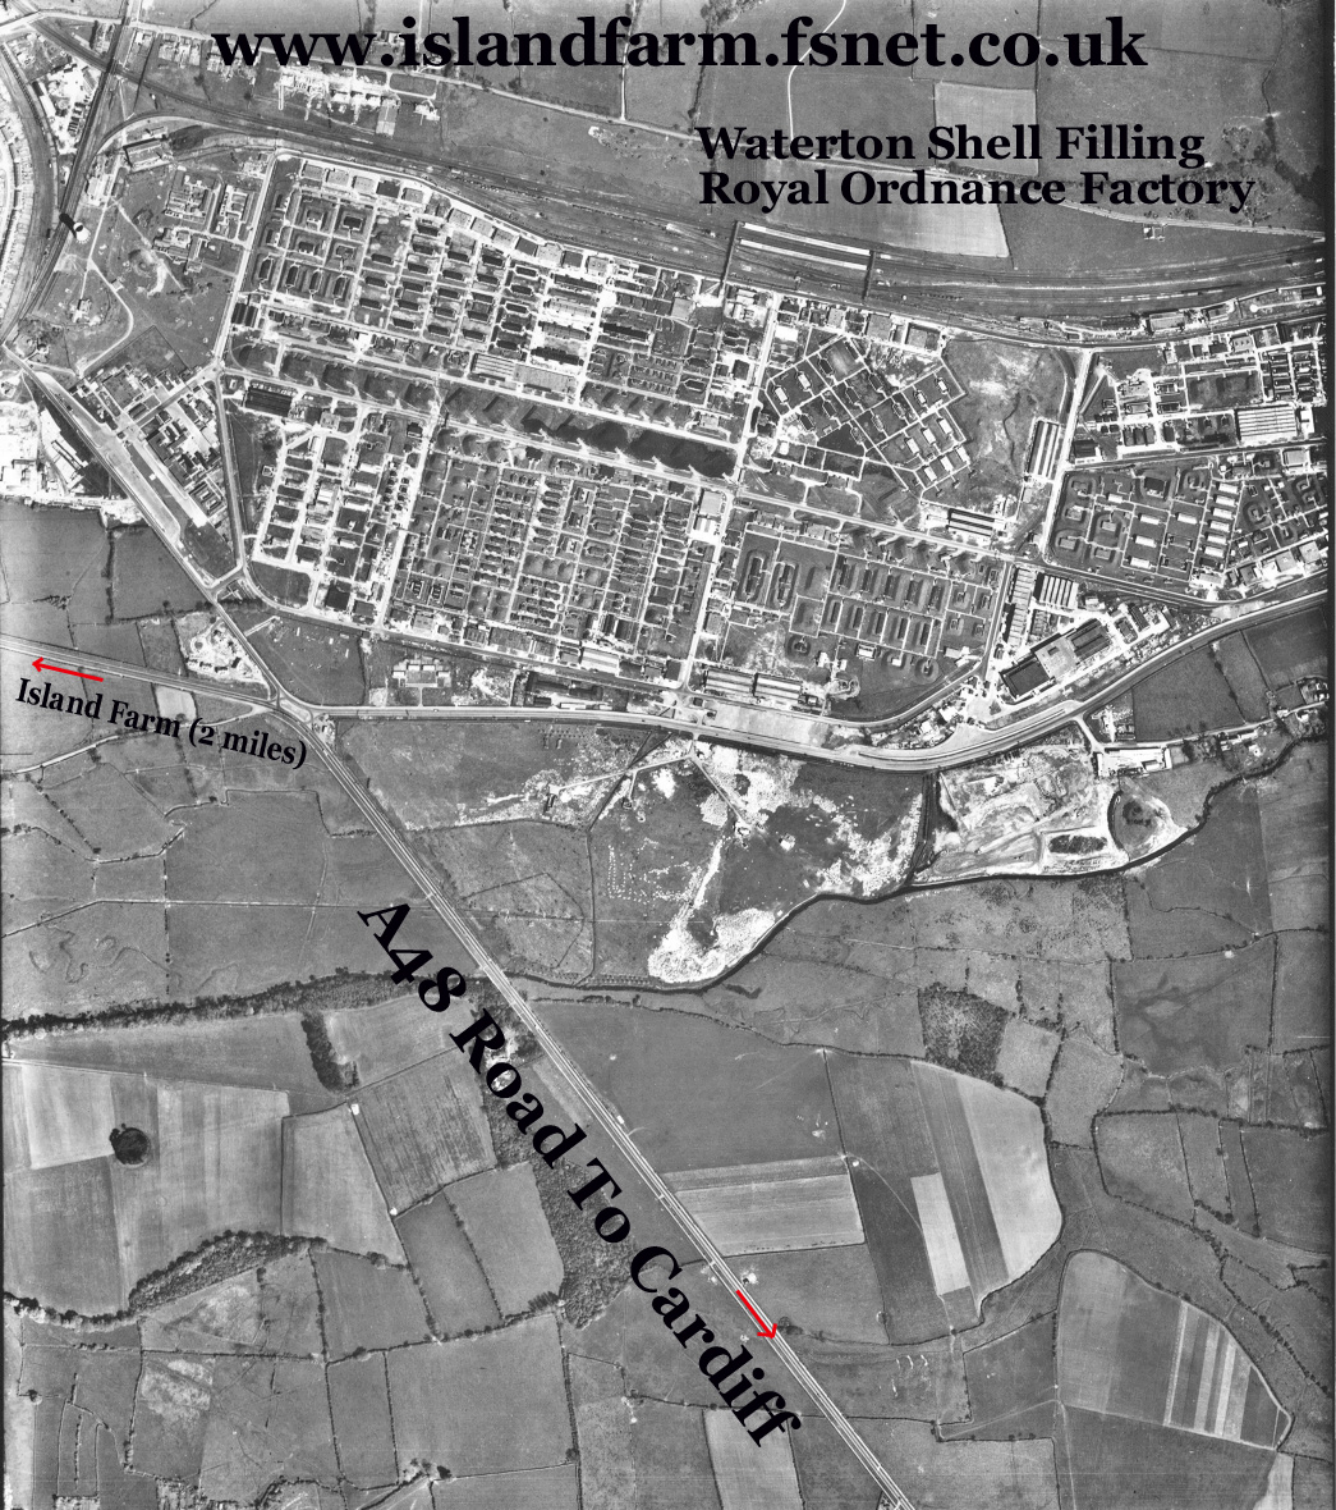 www.islandfarm.fsnet.co.uk
Waterton Shell Filling
Royal Ordnance Factory
Island Farm (2 miles)
A48 Road To Cardiff